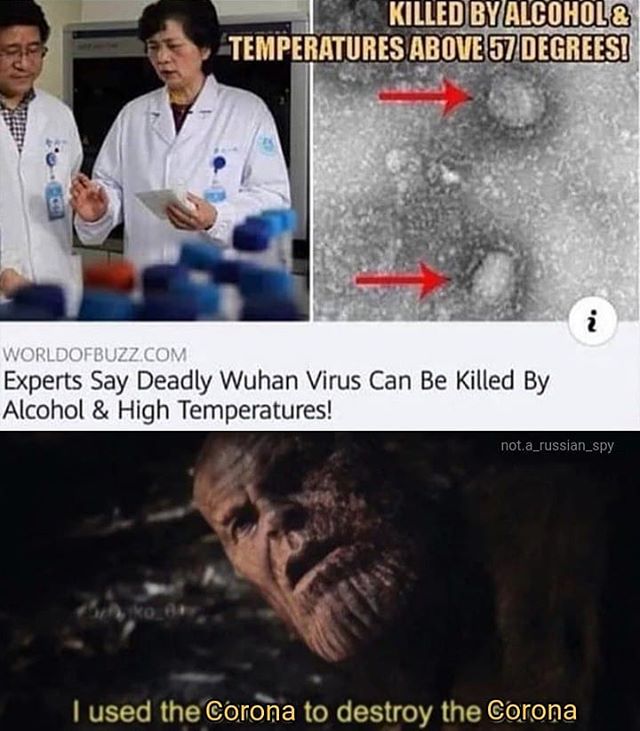 KILLED BY ALCOHOL &
TEMPERATURES ABOVE 57 DEGREES!
i
WORLDOFBUZZ.COM
Experts Say Deadly Wuhan Virus Can Be Killed By
Alcohol & High Temperatures!
not.a_russian_spy
I used the Corona to destroy the Corona